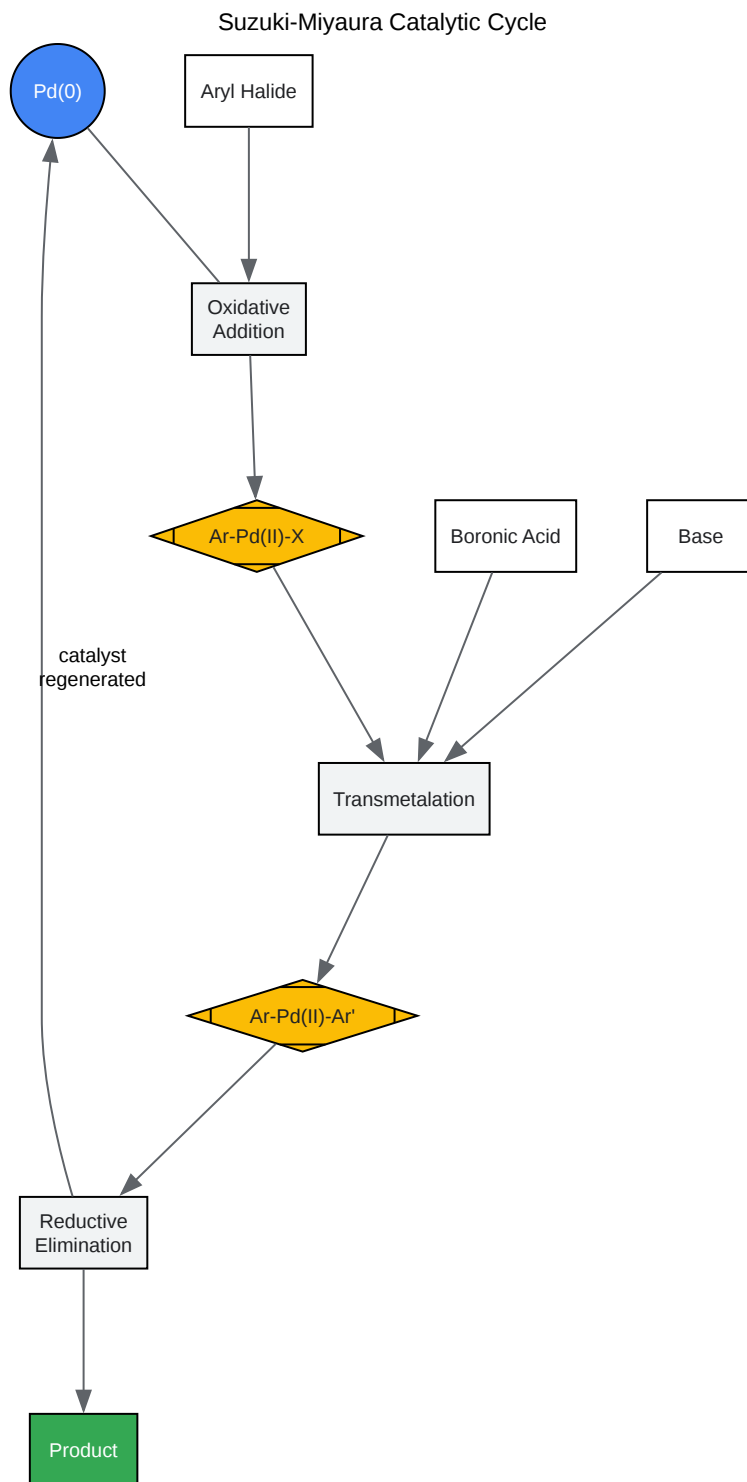 Suzuki-Miyaura Catalytic Cycle
Pd(0)
Aryl Halide
Oxidative
Addition
Ar-Pd(II)-X
Boronic Acid
Base
catalyst
regenerated
Transmetalation
Ar-Pd(II)-Ar'
Reductive
Elimination
Product